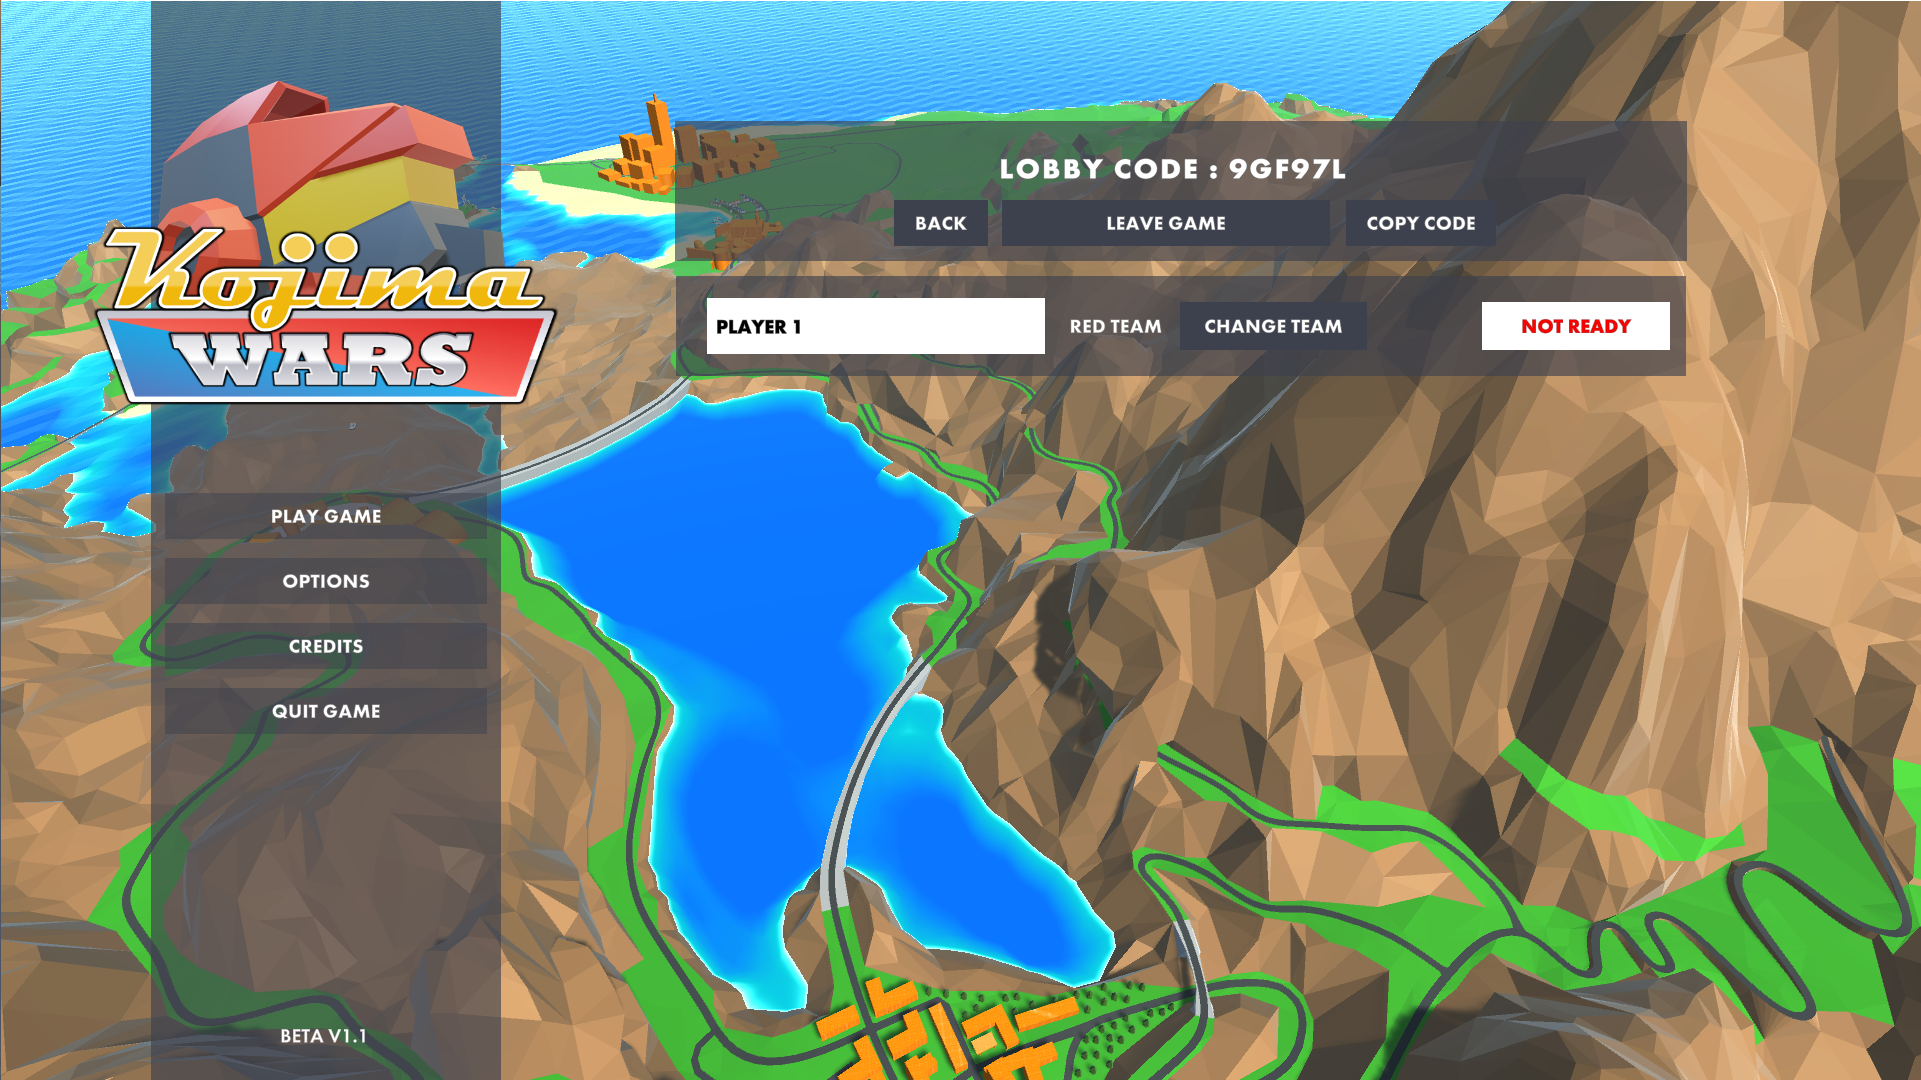 Kojima
WARS
PLAY GAME
OPTIONS
CREDITS
QUIT GAME
BETA V1.1
LOBBY CODE : 9GF97L
BACK
LEAVE GAME
COPY CODE
PLAYER 1
RED TEAM
CHANGE TEAM
NOT READY